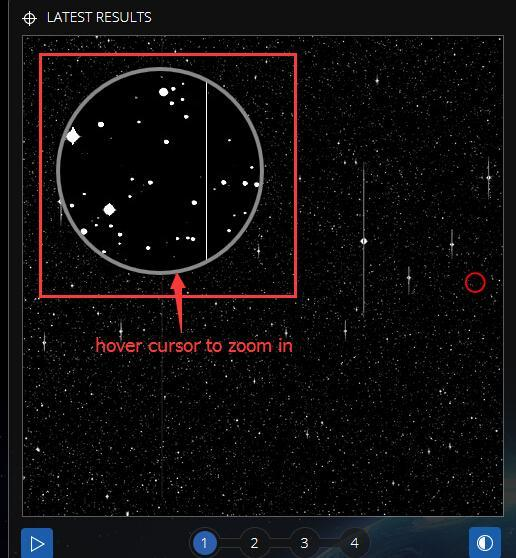 LATEST RESULTS
hover cursor to zoom in
1 2 3 4